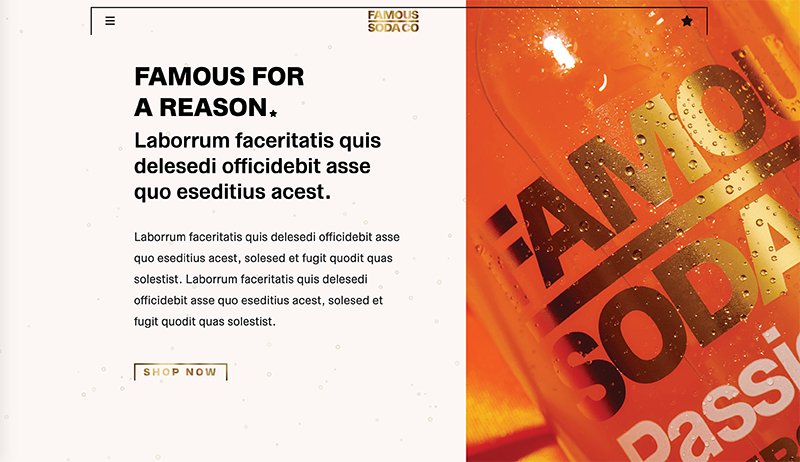 FAMOUS
SODA CO
FAMOUS FOR
A REASON
Laborrum faceritatis quis
delesedi officidebit asse
quo eseditius acest.
Laborrum faceritatis quis delesedi officidebit asse
quo eseditius acest, solesed et fugit quodit quas
solestist. Laborrum faceritatis quis delesedi
officidebit asse quo eseditius acest, solesed et
fugit quodit quas solestist.
SHOP NOW
FAMOU
SODA
Passio